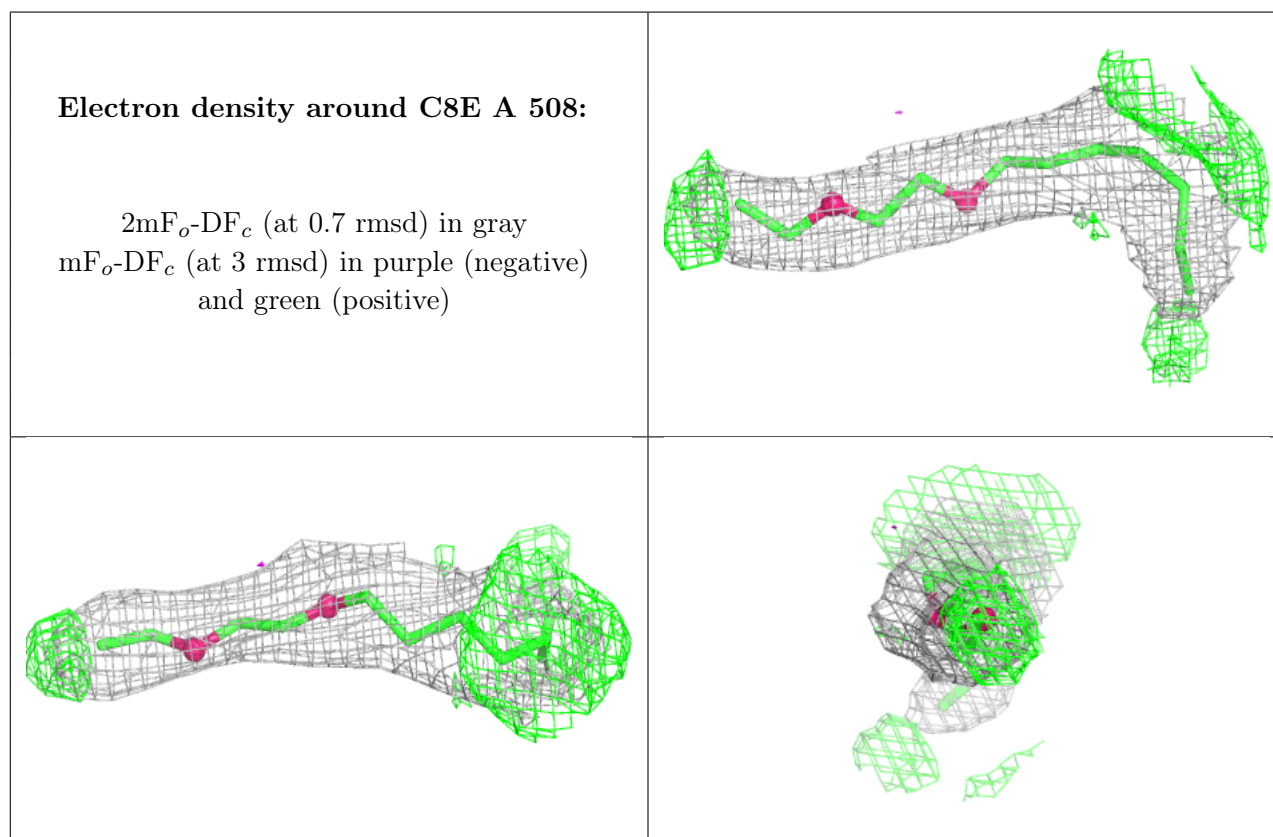 Electron density around C8E A 508:
2mFₒ-DF𝒸 (at 0.7 rmsd) in gray
mFₒ-DF𝒸 (at 3 rmsd) in purple (negative)
and green (positive)